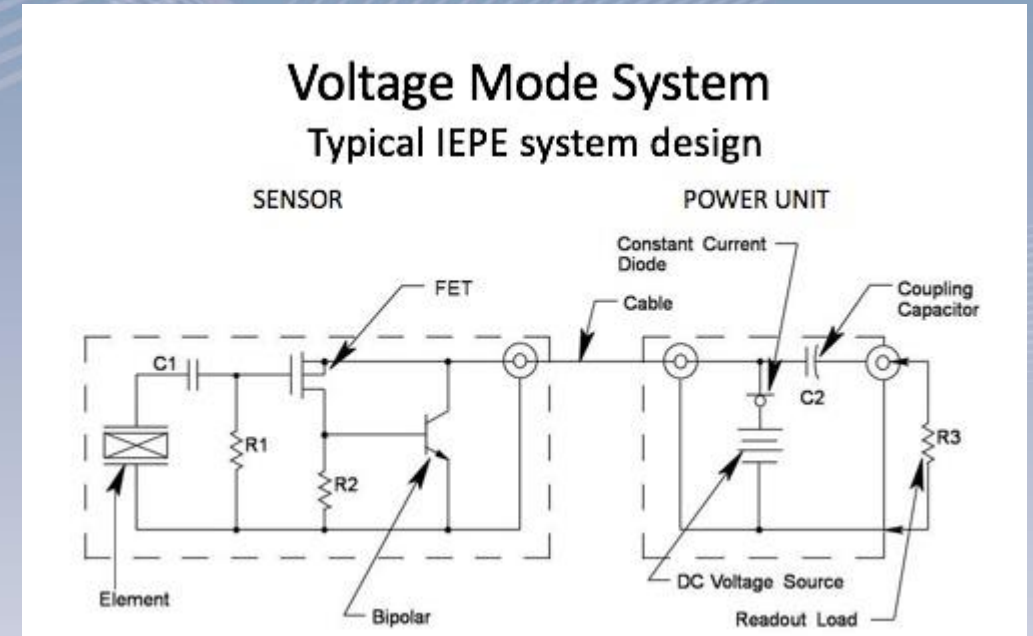 Voltage Mode System
Typical IEPE system design
SENSOR
POWER UNIT
Constant Current
Diode
FET
Cable
Coupling
Capacitor
C1
C2
R1
R2
R3
Element
Bipolar
DC Voltage Source
Readout Load